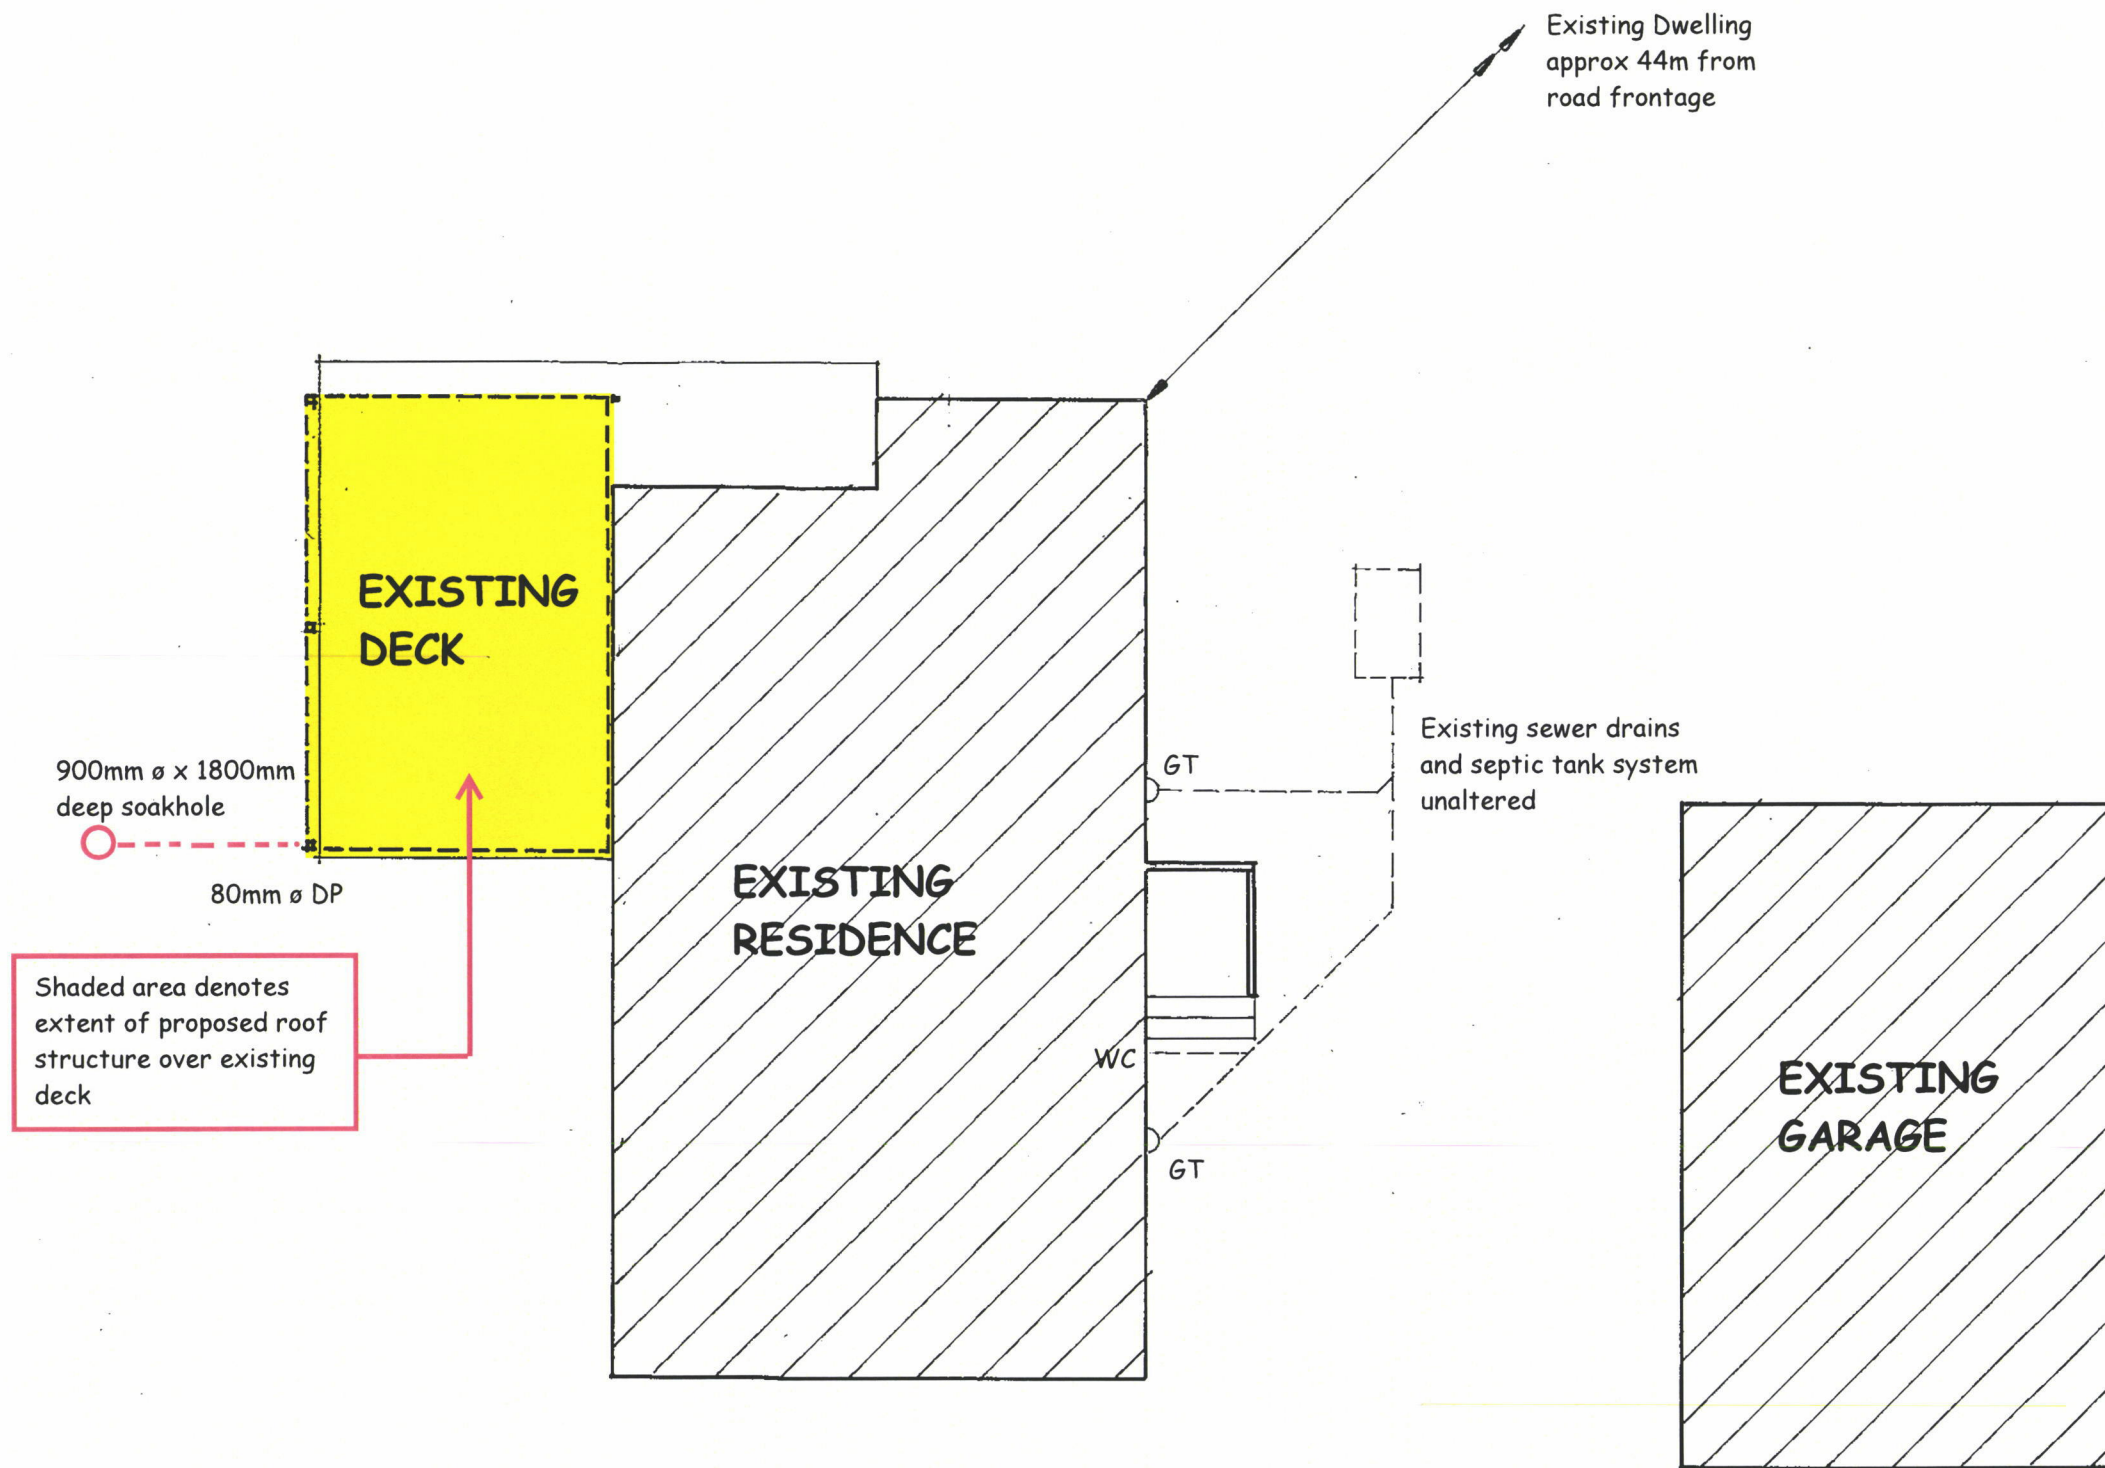 Existing Dwelling
approx 44m from
road frontage
EXISTING
DECK
900mm ø x 1800mm
deep soakhole
80mm ø DP
Shaded area denotes
extent of proposed roof
structure over existing
deck
EXISTING
RESIDENCE
GT
Existing sewer drains
and septic tank system
unaltered
WC
GT
EXISTING
GARAGE